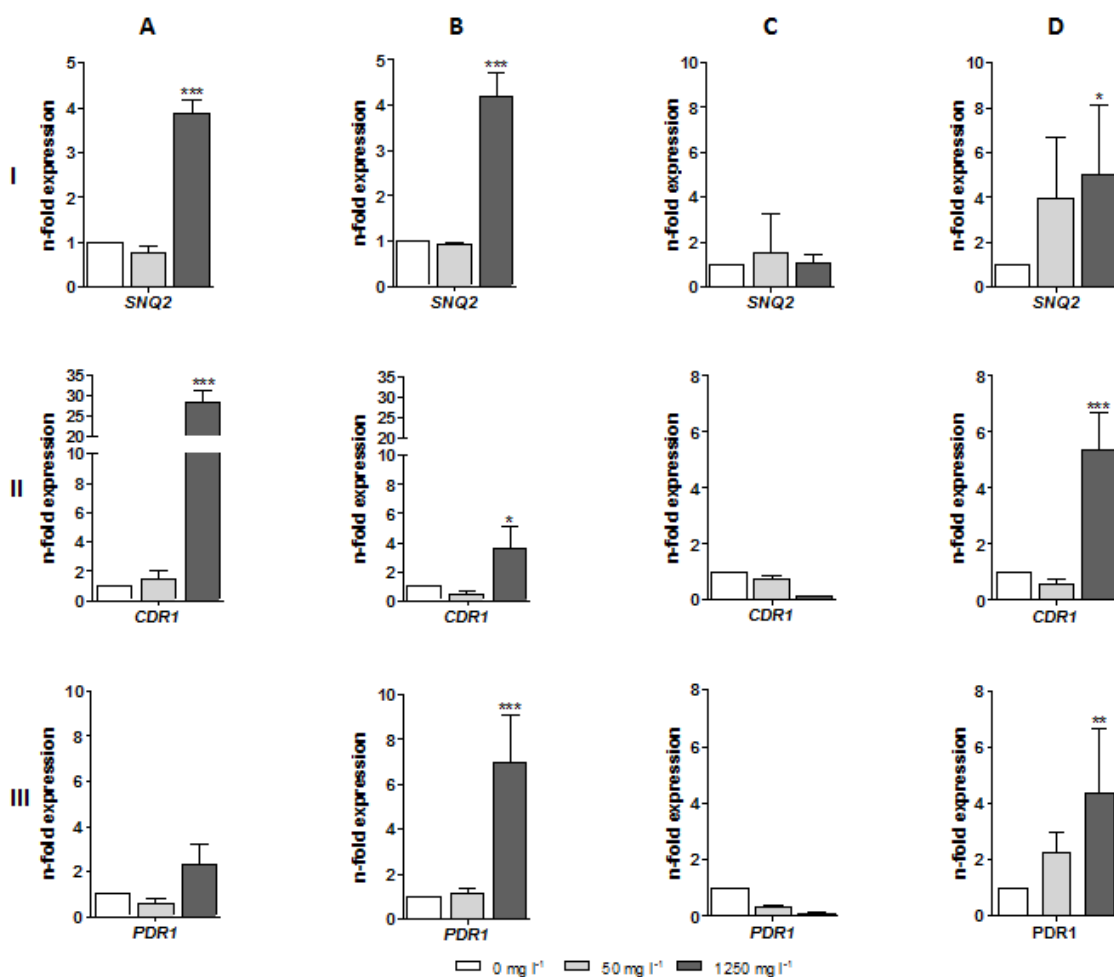 A B C D
I
n-fold expression
5
4
3
2
1
0
***
SNQ2
n-fold expression
5
4
3
2
1
0
***
SNQ2
n-fold expression
10
8
6
4
2
0
SNQ2
n-fold expression
10
8
6
4
2
0
*
SNQ2
II
n-fold expression
35
30
25
20
10
8
6
4
2
0
***
CDR1
n-fold expression
35
30
25
20
10
8
6
4
2
0
*
CDR1
n-fold expression
8
6
4
2
0
CDR1
n-fold expression
8
6
4
2
0
***
CDR1
III
n-fold expression
10
8
6
4
2
0
PDR1
n-fold expression
10
8
6
4
2
0
***
PDR1
n-fold expression
8
6
4
2
0
PDR1
n-fold expression
8
6
4
2
0
**
PDR1
0 mg l⁻¹ 50 mg l⁻¹ 1250 mg l⁻¹